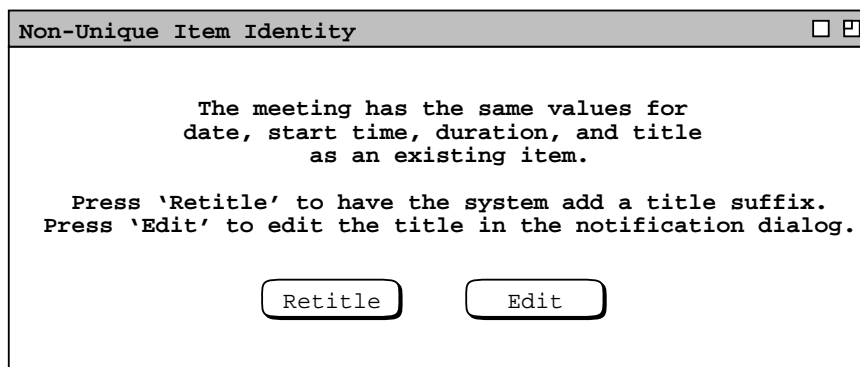 Non-Unique Item Identity
The meeting has the same values for
date, start time, duration, and title
as an existing item.
Press ‘Retitle’ to have the system add a title suffix.
Press ‘Edit’ to edit the title in the notification dialog.
Retitle Edit